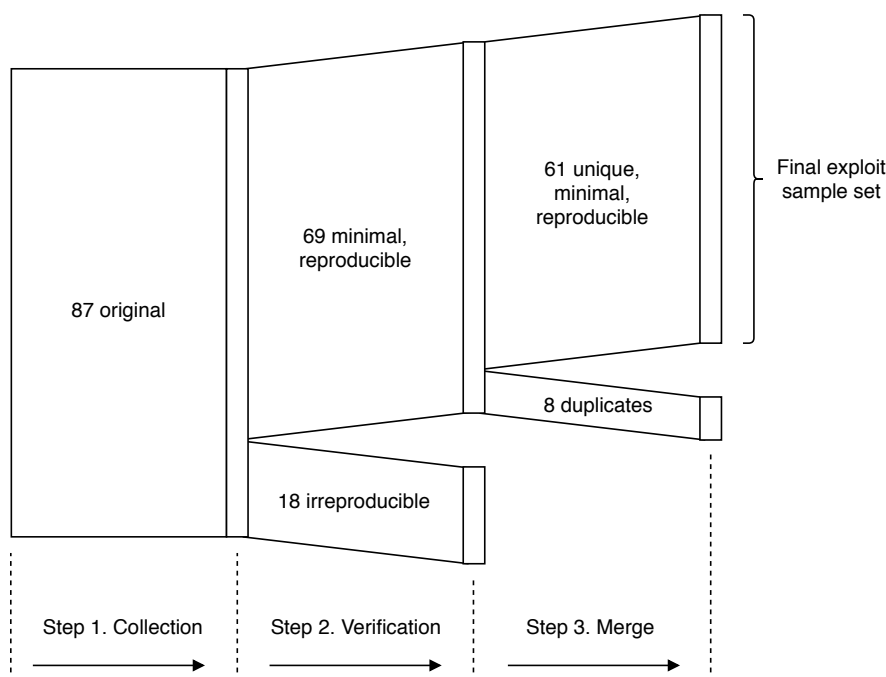 87 original
69 minimal,
reproducible
18 irreproducible
61 unique,
minimal,
reproducible
8 duplicates
Final exploit
sample set
Step 1. Collection
Step 2. Verification
Step 3. Merge